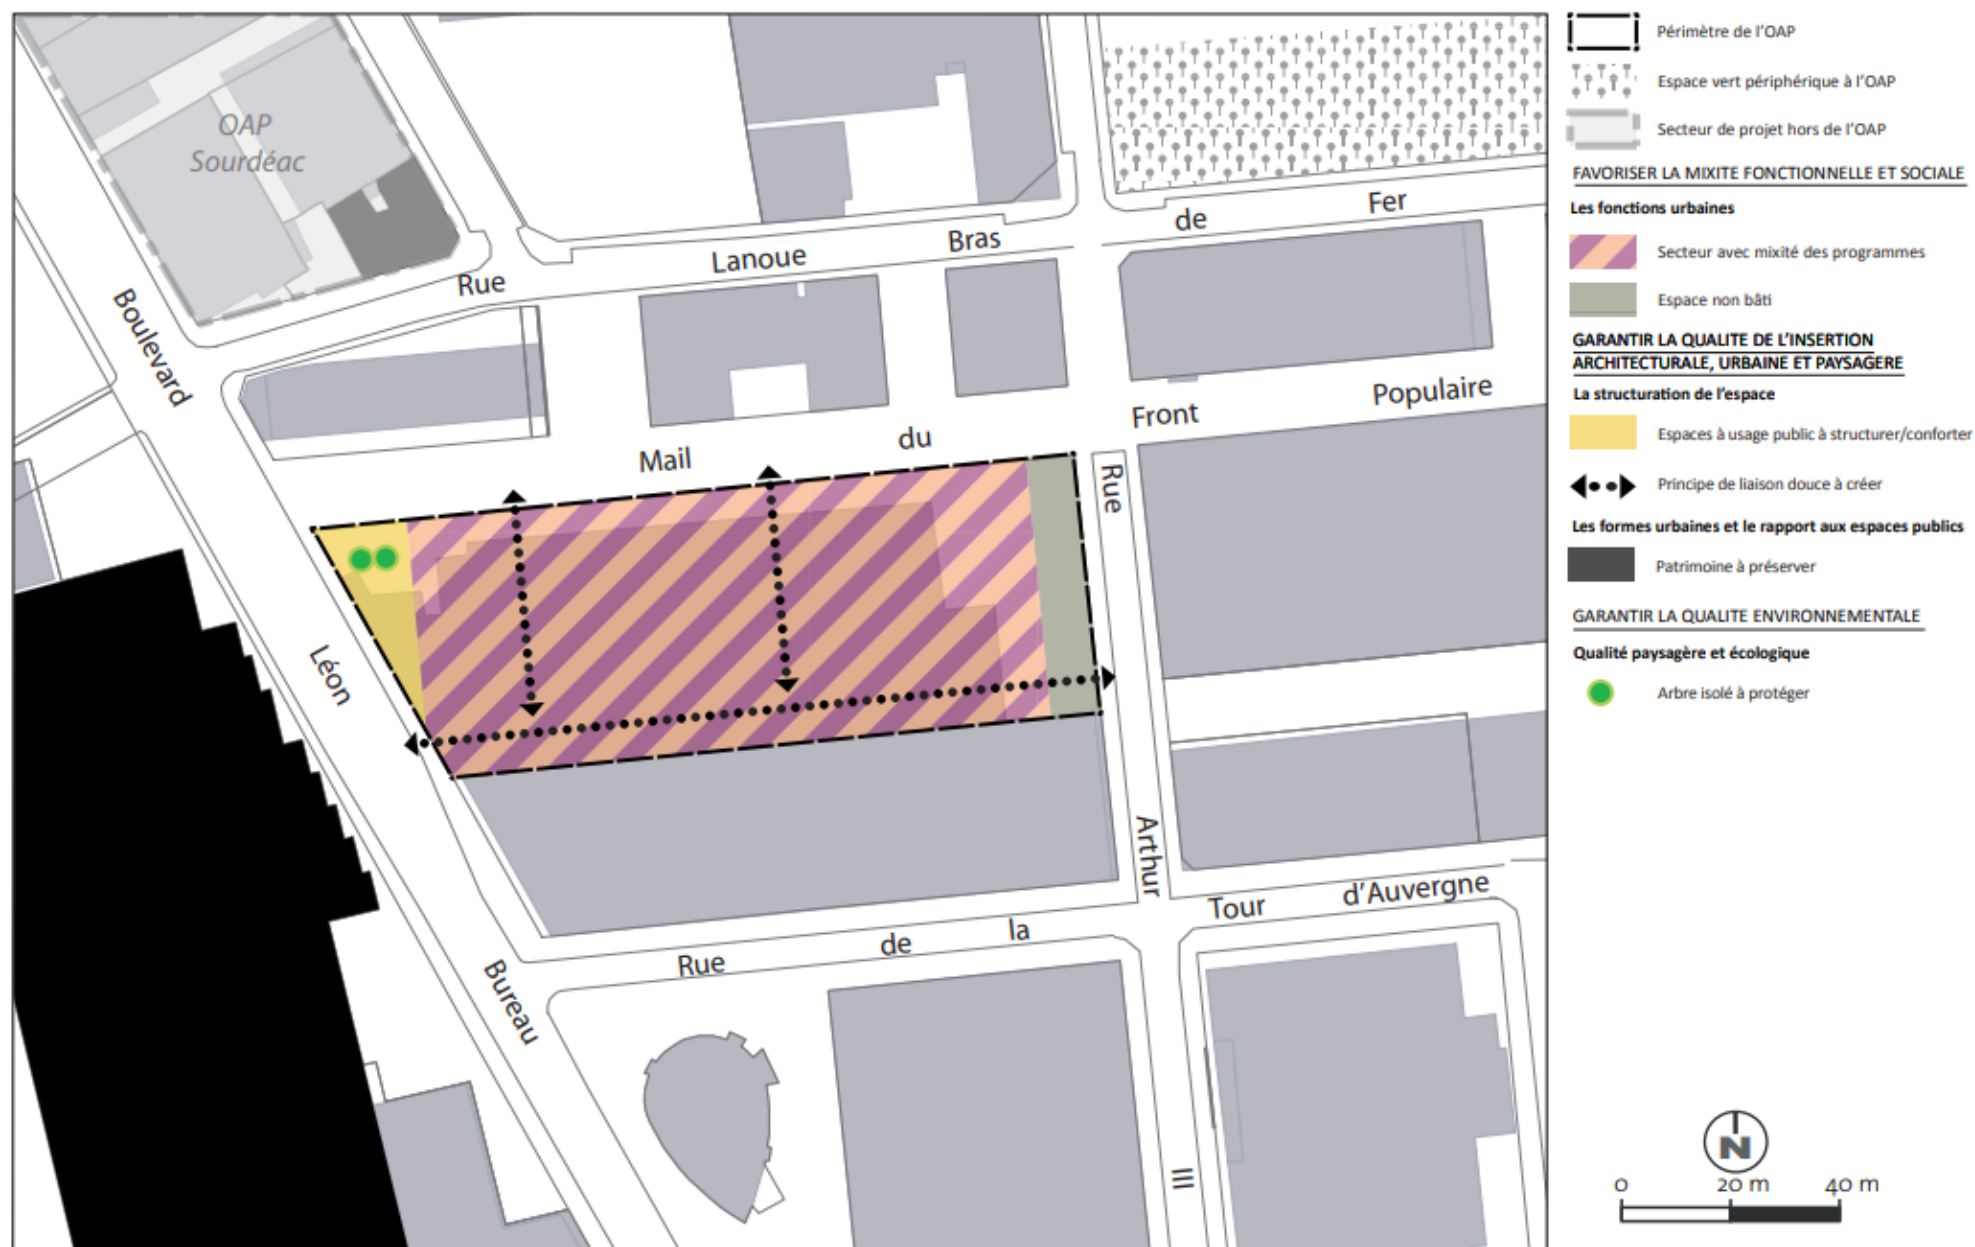 OAP
Sourdéac
Boulevard
Léon
Bureau
Rue
Lanoue
Bras
de
Fer
Mail
du
Front
Populaire
Rue
Arthur
III
Rue
de
la
Tour
d'Auvergne
Périmètre de l'OAP
Espace vert périphérique à l'OAP
Secteur de projet hors de l'OAP
FAVORISER LA MIXITE FONCTIONNELLE ET SOCIALE
Les fonctions urbaines
Secteur avec mixité des programmes
Espace non bâti
GARANTIR LA QUALITE DE L'INSERTION
ARCHITECTURALE, URBAINE ET PAYSAGERE
La structuration de l'espace
Espaces à usage public à structurer/conforter
Principe de liaison douce à créer
Les formes urbaines et le rapport aux espaces publics
Patrimoine à préserver
GARANTIR LA QUALITE ENVIRONNEMENTALE
Qualité paysagère et écologique
Arbre isolé à protéger
N
0 20 m 40 m